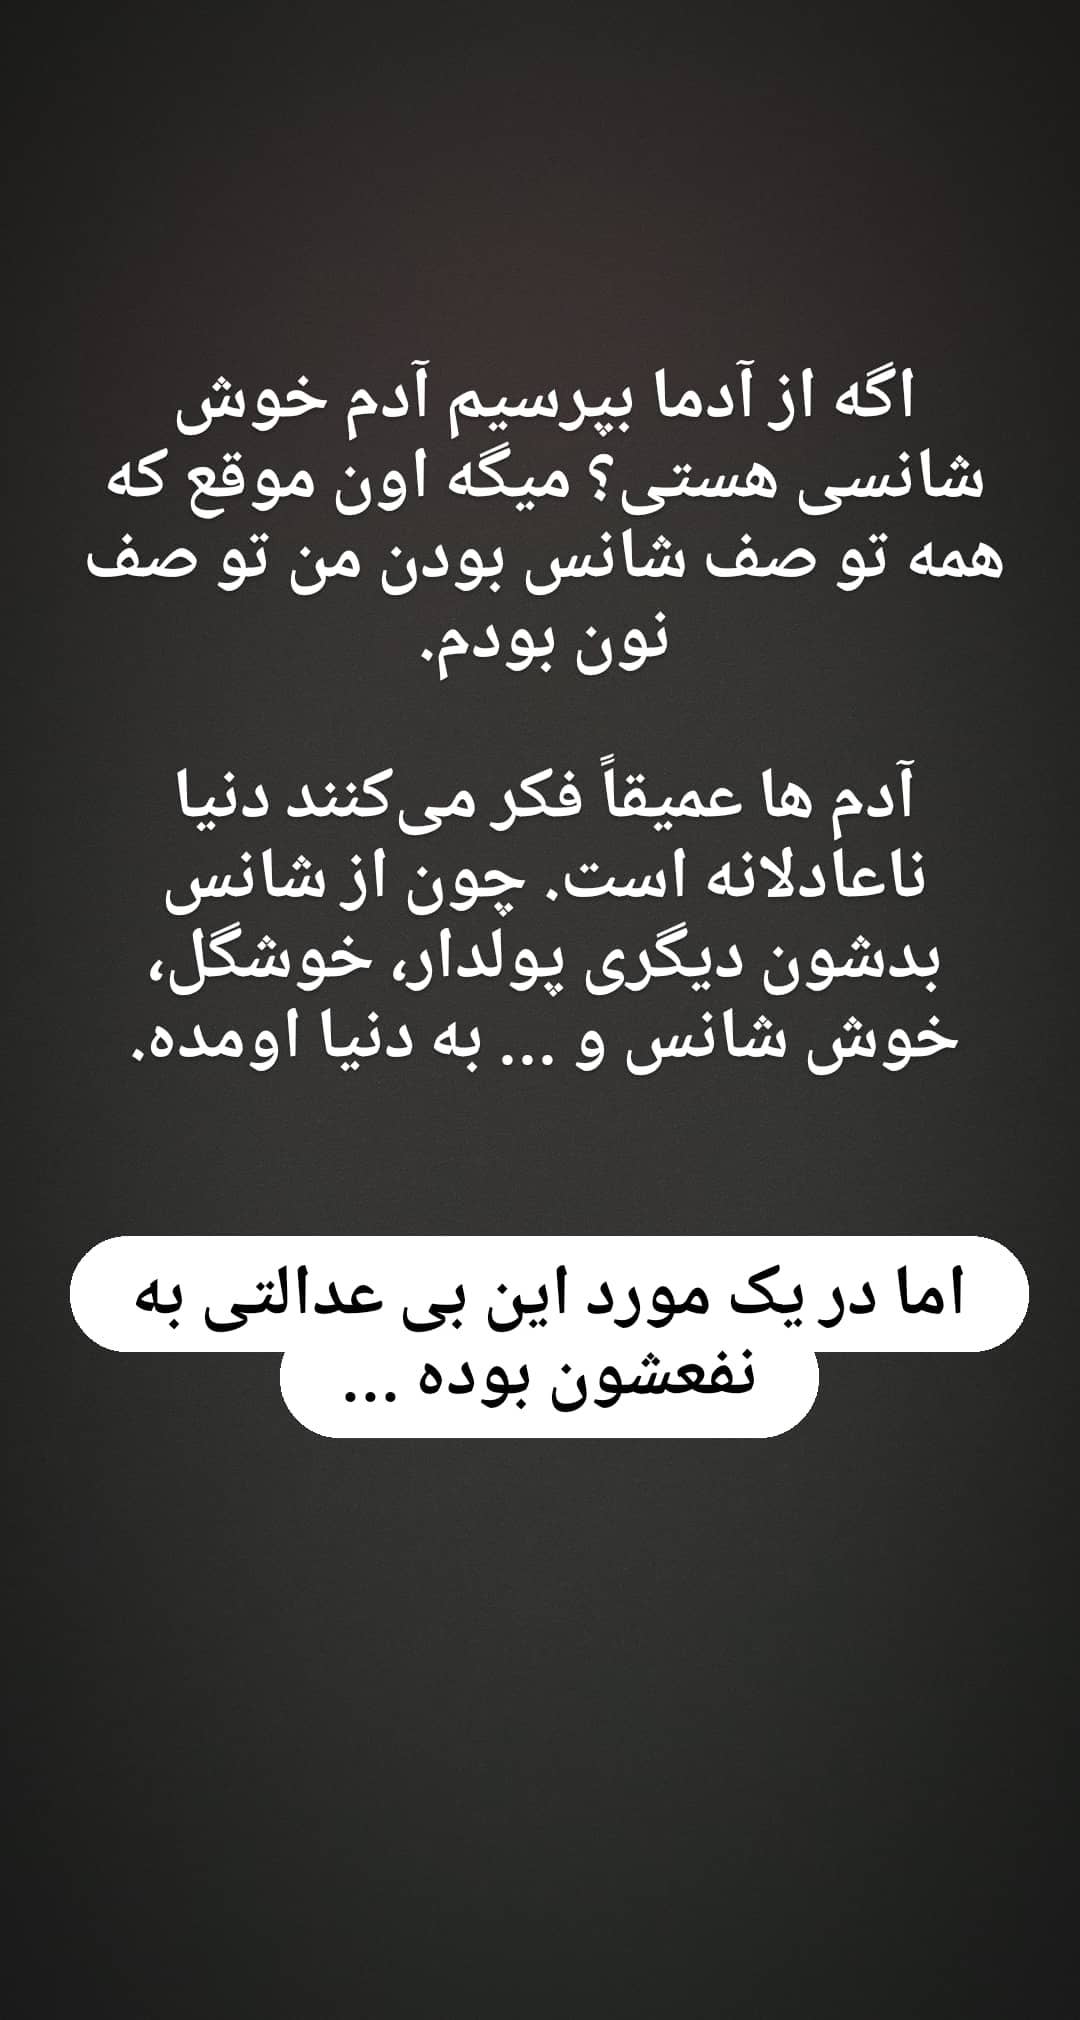 اگه از آدما بپرسیم آدم خوش
شانسی هستی؟ میگه اون موقع که
همه تو صف شانس بودن من تو صف
نون بودم.
آدم ها عمیقاً فکر می‌کنند دنیا
ناعادلانه است. چون از شانس
بدشون دیگری پولدار، خوشگل،
خوش شانس و ... به دنیا اومده.
اما در یک مورد این بی عدالتی به
نفعشون بوده ...